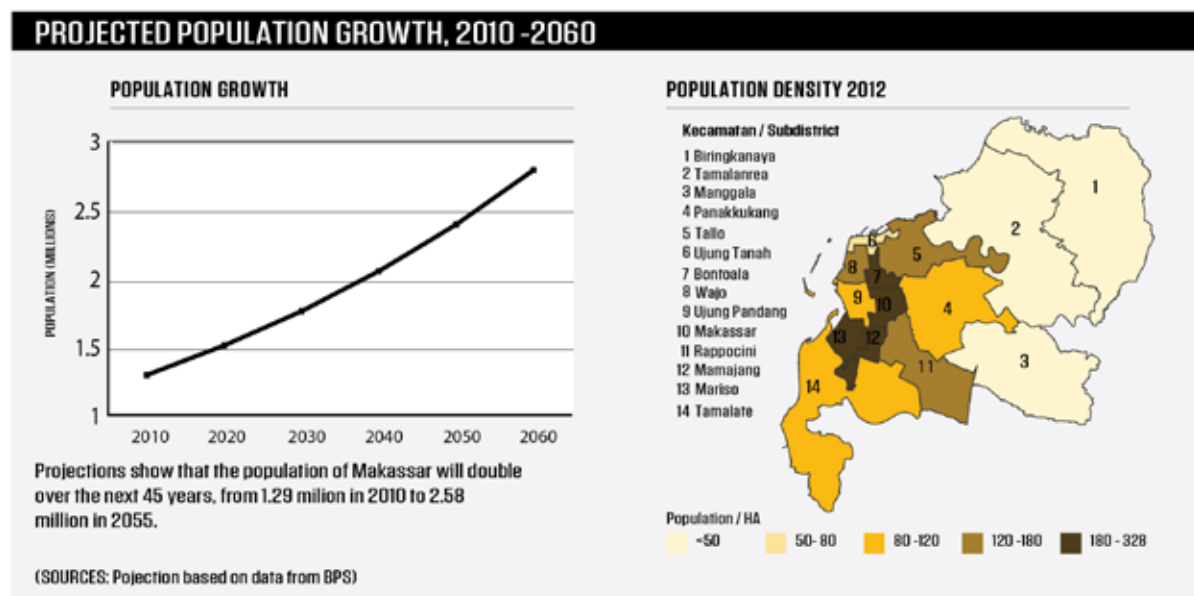 PROJECTED POPULATION GROWTH, 2010 -2060
POPULATION GROWTH
POPULATION (MILLIONS)
3
2.5
2
1.5
1
2010 2020 2030 2040 2050 2060
Projections show that the population of Makassar will double
over the next 45 years, from 1.29 milion in 2010 to 2.58
million in 2055.
(SOURCES: Pojection based on data from BPS)
POPULATION DENSITY 2012
Kecamatan / Subdistrict
1 Biringkanaya
2 Tamalanrea
3 Manggala
4 Panakkukang
5 Tallo
6 Ujung Tanah
7 Bontoala
8 Wajo
9 Ujung Pandang
10 Makassar
11 Rappocini
12 Mamajang
13 Mariso
14 Tamalate
1
2
6
5
8
7
9
10
4
13
12
11
3
14
Population / HA
<50 50-80 80-120 120-180 180-328